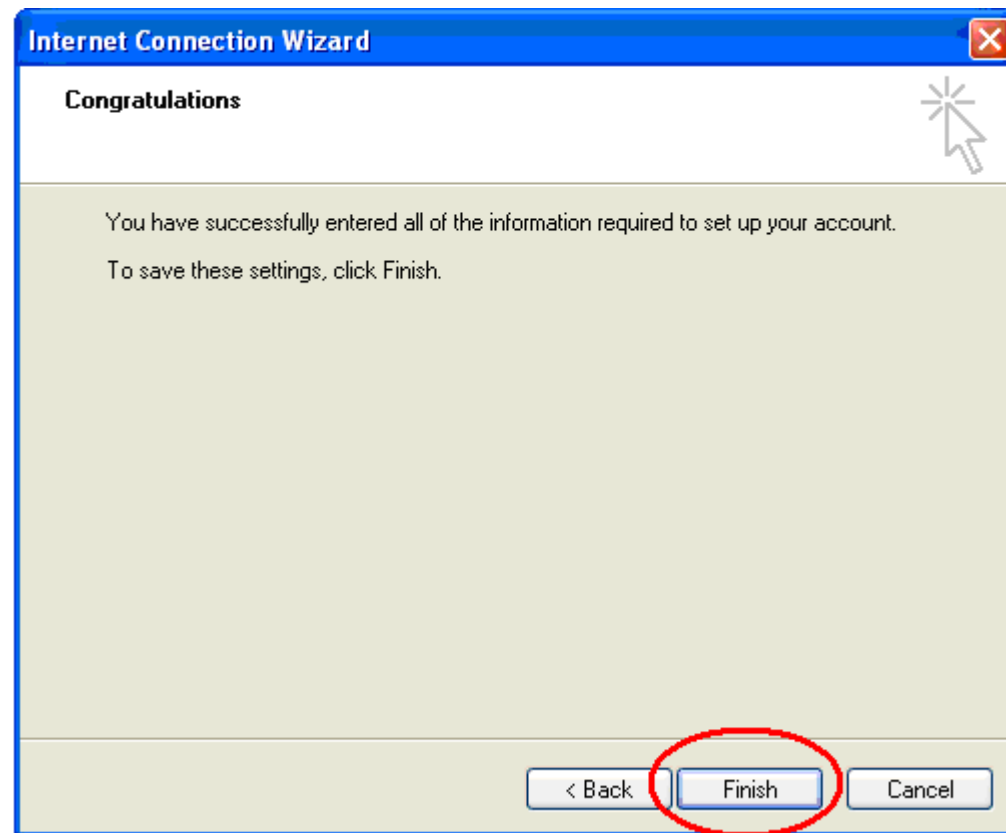 Internet Connection Wizard
Congratulations
You have successfully entered all of the information required to set up your account.
To save these settings, click Finish.
< Back Finish Cancel